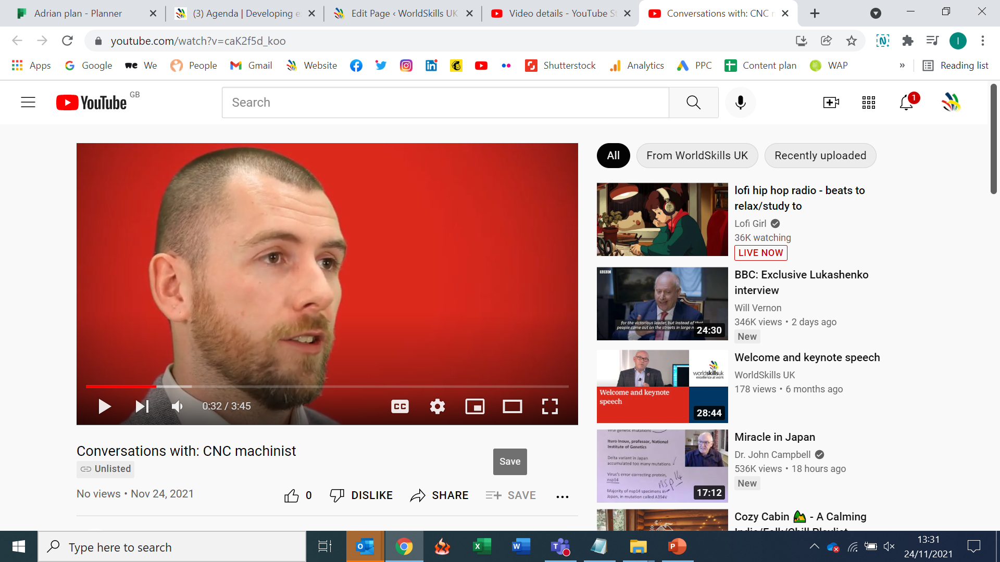 Adrian plan - Planner
(3) Agenda | Developing e
Edit Page ‹ WorldSkills UK
Video details - YouTube St
Conversations with: CNC m
youtube.com/watch?v=caK2f5d_koo
I
Apps
Google
we We
People
Gmail
Website
Shutterstock
Analytics
PPC
Content plan
WAP
»
Reading list
YouTube GB
Search
1
All
From WorldSkills UK
Recently uploaded
lofi hip hop radio - beats to
relax/study to
Lofi Girl
36K watching
LIVE NOW
BBC
for the victorious leader, but instead of that
people came out on the streets in large
24:30
BBC: Exclusive Lukashenko
interview
Will Vernon
346K views • 2 days ago
New
worldskillsuk
excellence at work
Welcome and keynote
speech
28:44
Welcome and keynote speech
WorldSkills UK
178 views • 6 months ago
viral genetic mutations
Ituro Inoue, professor, National
Institute of Genetics
Delta variant in Japan
accumulated too many mutations
Virus's error-correcting protein,
nsp14
nsp14
Majority of nsp14 specimens in
Japan, in mutation called A394V
17:12
Miracle in Japan
Dr. John Campbell
536K views • 18 hours ago
New
Cozy Cabin 🏕 - A Calming
Indie/Folk/Chill Playlist
0:32 / 3:45
CC
Conversations with: CNC machinist
Unlisted
Save
No views • Nov 24, 2021
0
DISLIKE
SHARE
SAVE
Type here to search
13:31
24/11/2021